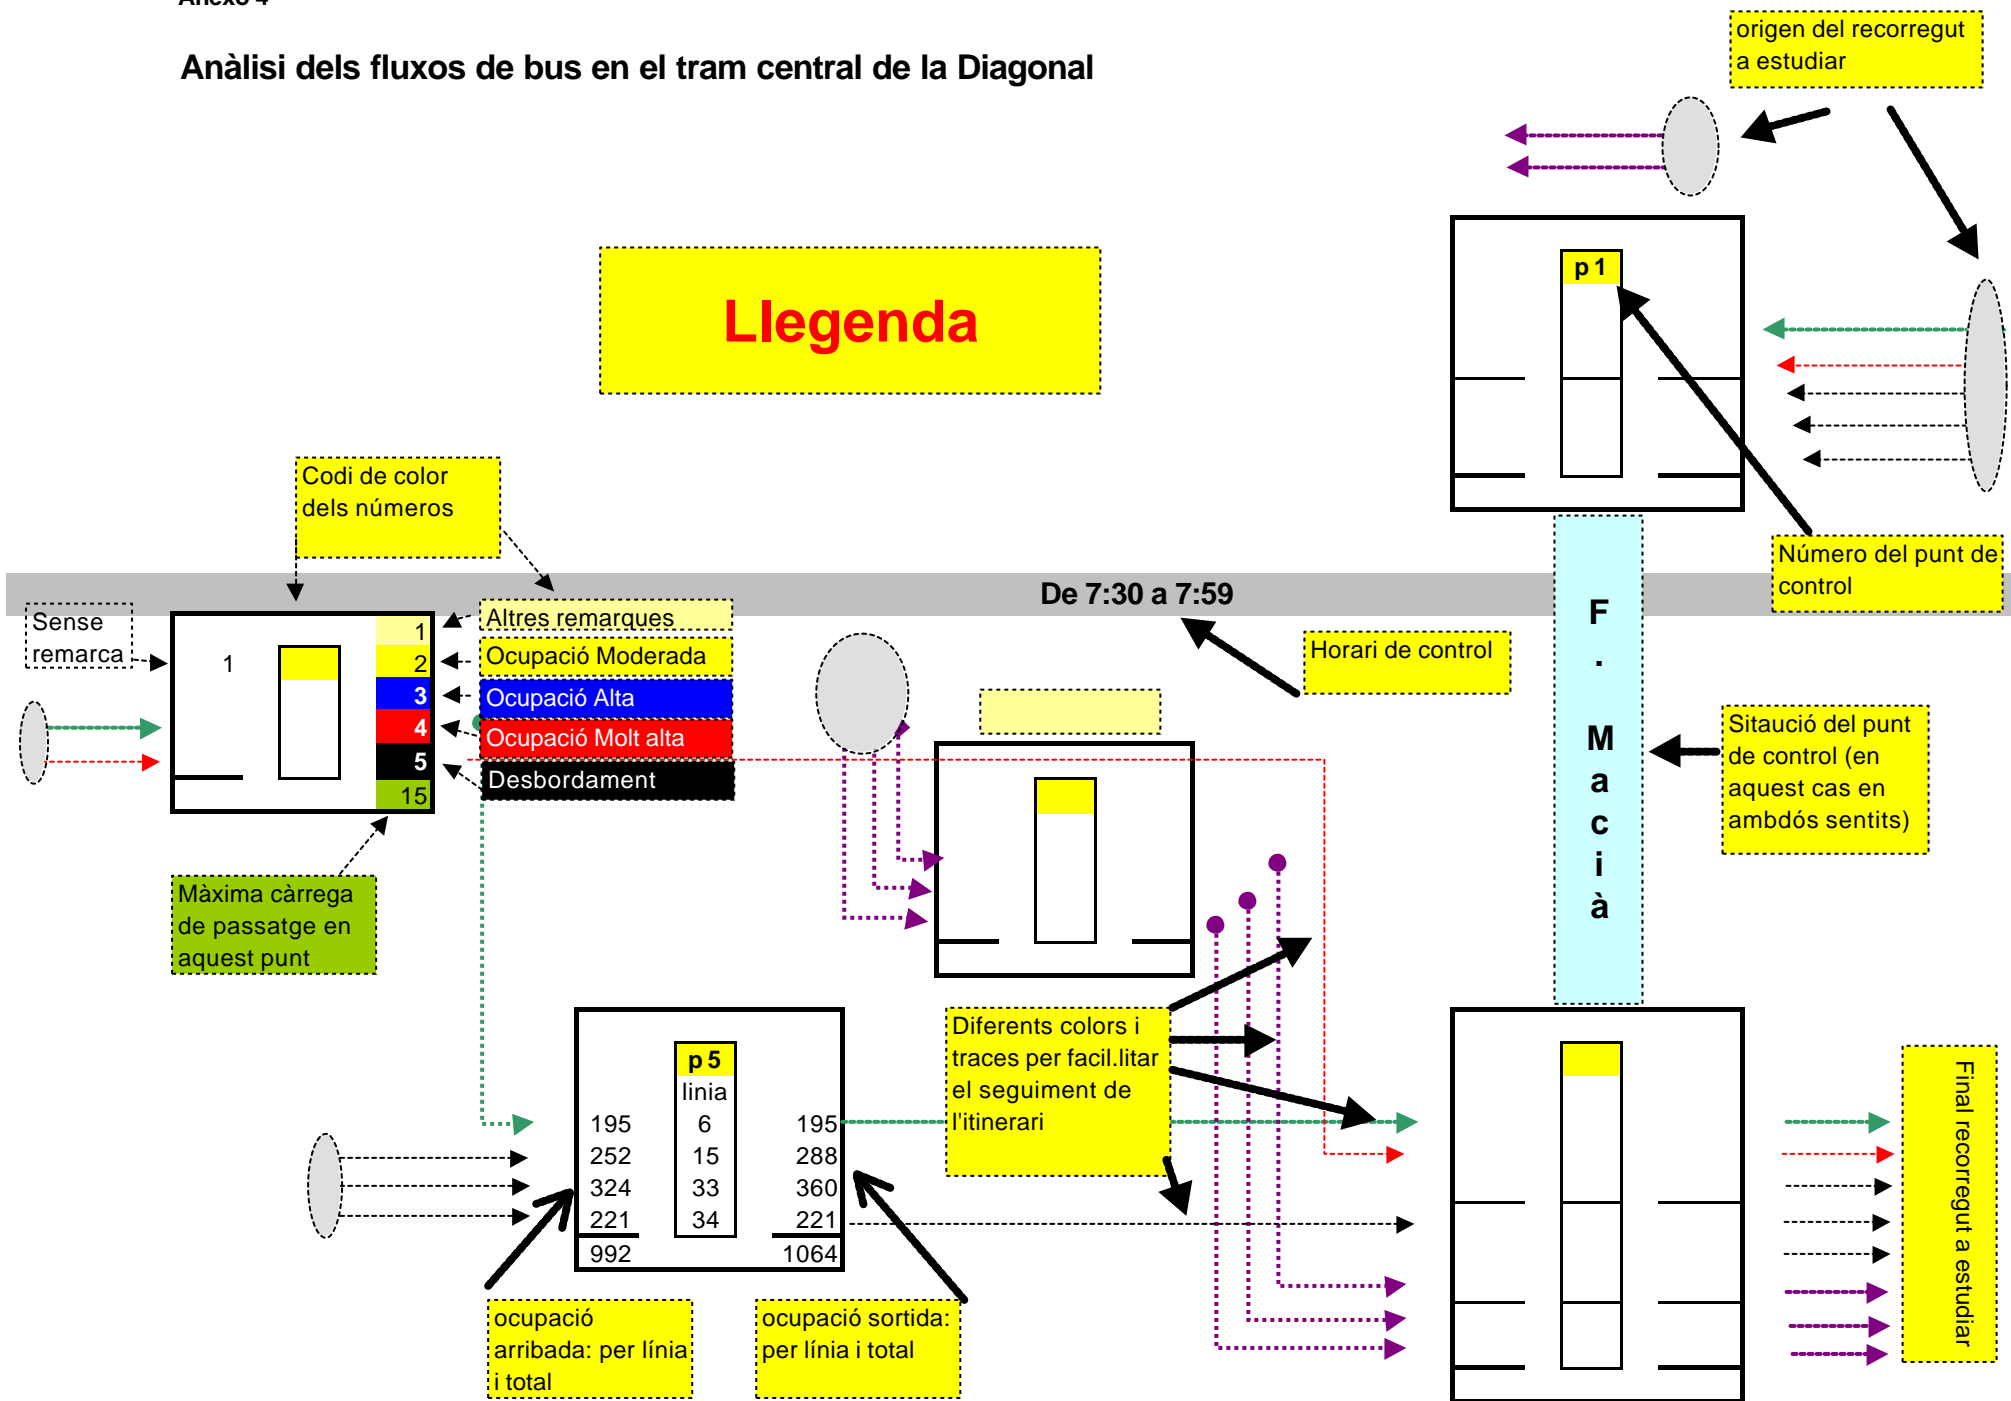 Anexo 4
Anàlisi dels fluxos de bus en el tram central de la Diagonal
origen del recorregut
a estudiar
Llegenda
p 1
Codi de color
dels números
Número del punt de
control
De 7:30 a 7:59
Sense
remarca
1
1
2
3
4
5
15
Altres remarques
Ocupació Moderada
Ocupació Alta
Ocupació Molt alta
Desbordament
Horari de control
F
.
M
a
c
i
à
Sitaució del punt
de control (en
aquest cas en
ambdós sentits)
Màxima càrrega
de passatge en
aquest punt
p 5
linia
195 6 195
252 15 288
324 33 360
221 34 221
992 1064
Diferents colors i
traces per facil.litar
el seguiment de
l'itinerari
Final recorregut a estudiar
ocupació
arribada: per línia
i total
ocupació sortida:
per línia i total